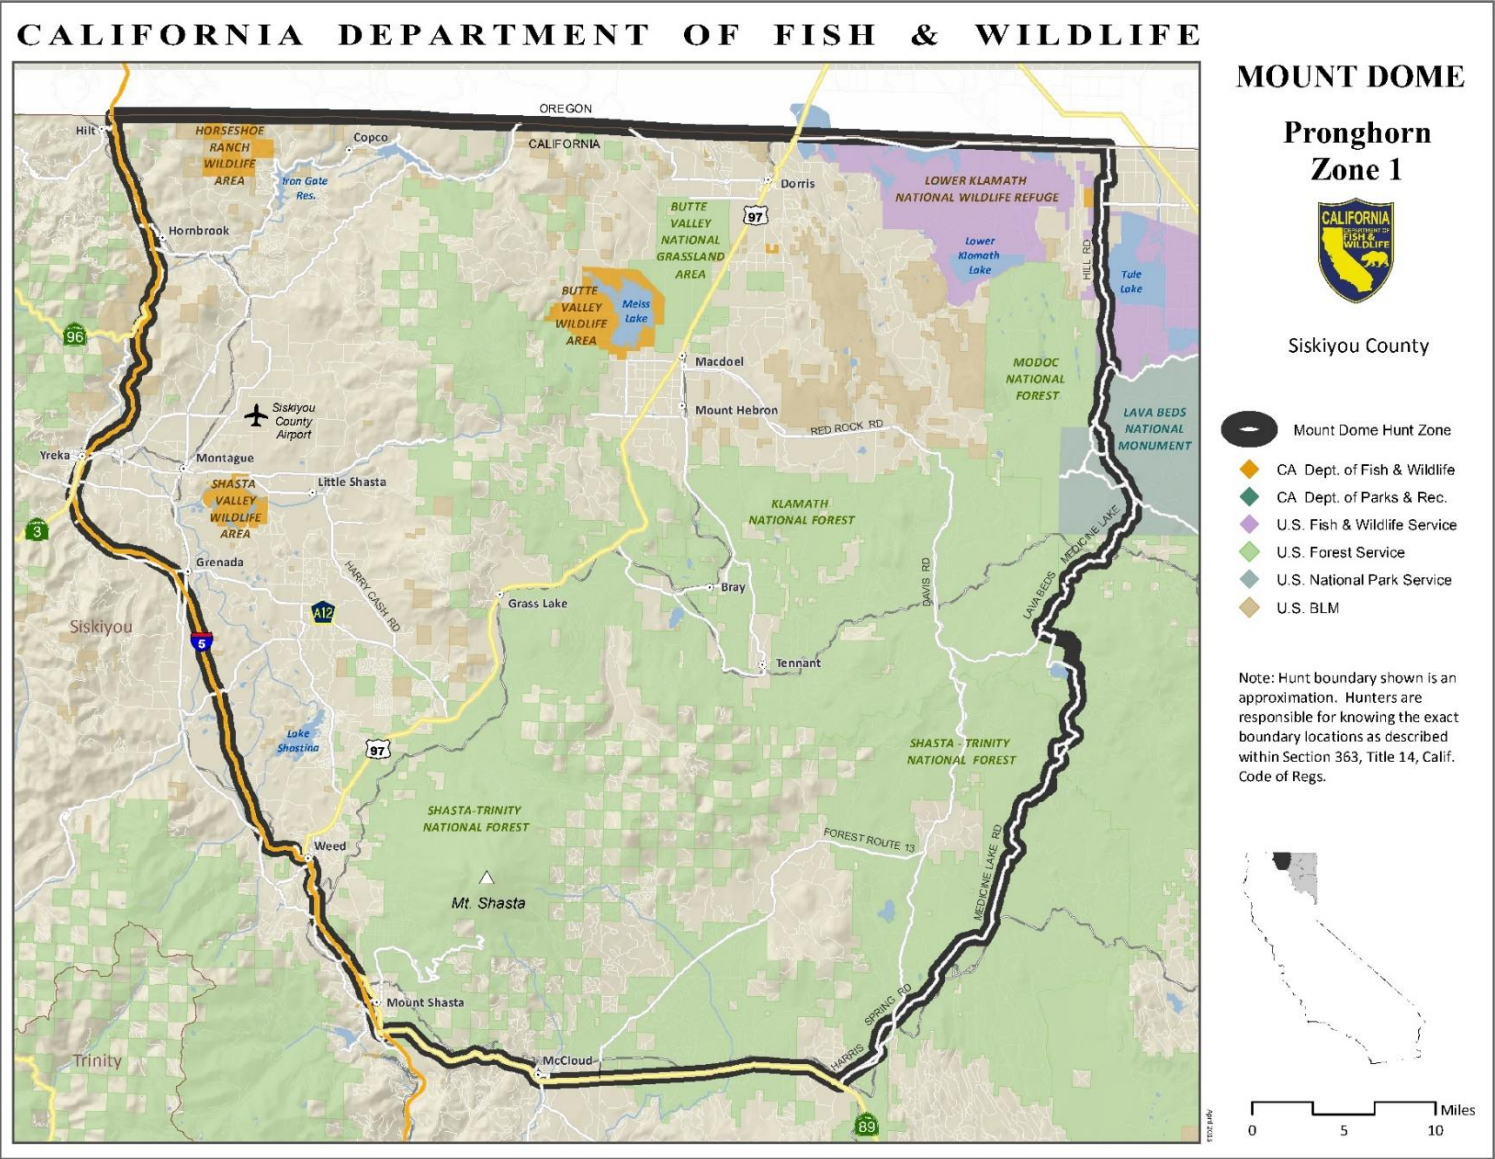 CALIFORNIA DEPARTMENT OF FISH & WILDLIFE
MOUNT DOME
Pronghorn
Zone 1
CALIFORNIA
DEPARTMENT OF
FISH &
WILDLIFE
Siskiyou County
Mount Dome Hunt Zone
CA Dept. of Fish & Wildlife
CA Dept. of Parks & Rec.
U.S. Fish & Wildlife Service
U.S. Forest Service
U.S. National Park Service
U.S. BLM
Note: Hunt boundary shown is an
approximation. Hunters are
responsible for knowing the exact
boundary locations as described
within Section 363, Title 14, Calif.
Code of Regs.
Miles
0 5 10
OREGON
CALIFORNIA
Hilt
HORSESHOE
RANCH
WILDLIFE
AREA
Copco
Iron Gate
Res.
Hornbrook
Dorris
97
BUTTE
VALLEY
NATIONAL
GRASSLAND
AREA
LOWER KLAMATH
NATIONAL WILDLIFE REFUGE
Lower
Klamath
Lake
HILL RD
Tule
Lake
BUTTE
VALLEY
WILDLIFE
AREA
Meiss
Lake
96
Macdoel
MODOC
NATIONAL
FOREST
Mount Hebron
RED ROCK RD
LAVA BEDS
NATIONAL
MONUMENT
Siskiyou
County
Airport
Yreka
Montague
Little Shasta
SHASTA
VALLEY
WILDLIFE
AREA
3
KLAMATH
NATIONAL FOREST
LAVA BEDS MEDICINE LAKE
Grenada
HARRY CASH RD
A12
Grass Lake
Bray
DAVIS RD
Siskiyou
5
Tennant
Lake
Shastina
97
SHASTA - TRINITY
NATIONAL FOREST
SHASTA-TRINITY
NATIONAL FOREST
Weed
FOREST ROUTE 13
MEDICINE LAKE RD
Mt. Shasta
Mount Shasta
HARRIS SPRING RD
McCloud
Trinity
89